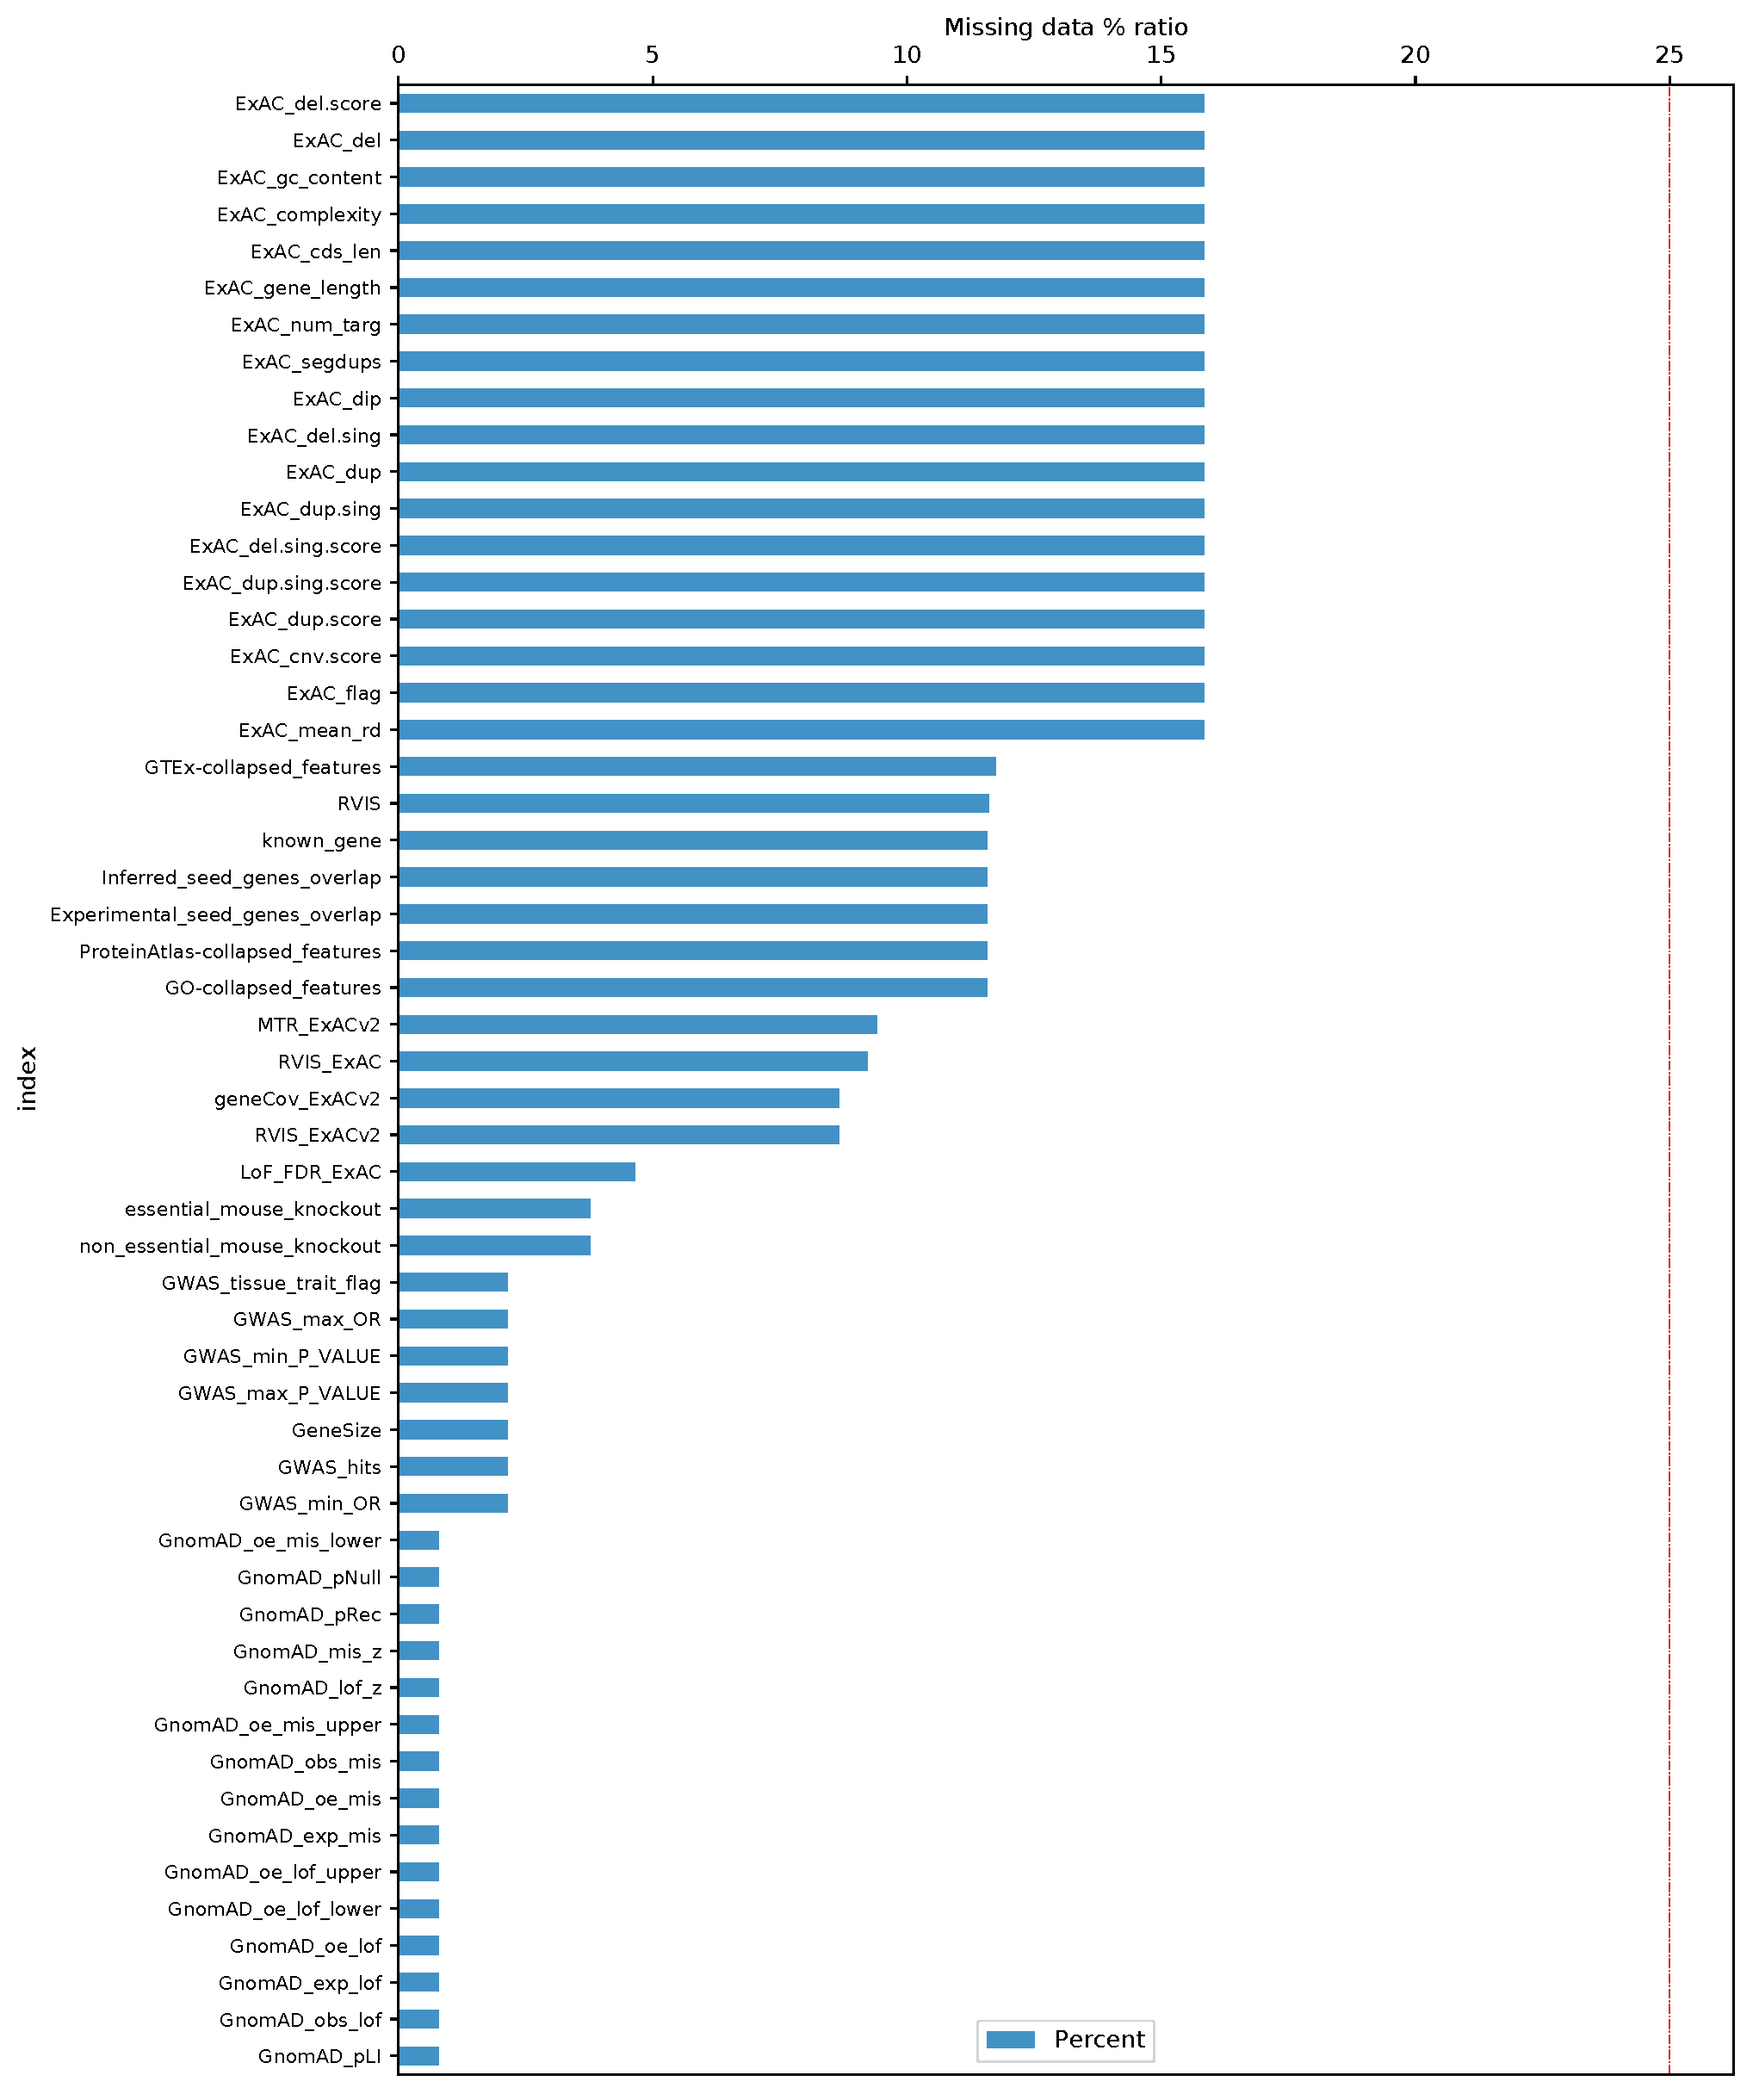 Missing data % ratio
0 5 10 15 20 25
ExAC_del.score
ExAC_del
ExAC_gc_content
ExAC_complexity
ExAC_cds_len
ExAC_gene_length
ExAC_num_targ
ExAC_segdups
ExAC_dip
ExAC_del.sing
ExAC_dup
ExAC_dup.sing
ExAC_del.sing.score
ExAC_dup.sing.score
ExAC_dup.score
ExAC_cnv.score
ExAC_flag
ExAC_mean_rd
GTEx-collapsed_features
RVIS
known_gene
Inferred_seed_genes_overlap
Experimental_seed_genes_overlap
ProteinAtlas-collapsed_features
GO-collapsed_features
MTR_ExACv2
RVIS_ExAC
geneCov_ExACv2
RVIS_ExACv2
LoF_FDR_ExAC
essential_mouse_knockout
non_essential_mouse_knockout
GWAS_tissue_trait_flag
GWAS_max_OR
GWAS_min_P_VALUE
GWAS_max_P_VALUE
GeneSize
GWAS_hits
GWAS_min_OR
GnomAD_oe_mis_lower
GnomAD_pNull
GnomAD_pRec
GnomAD_mis_z
GnomAD_lof_z
GnomAD_oe_mis_upper
GnomAD_obs_mis
GnomAD_oe_mis
GnomAD_exp_mis
GnomAD_oe_lof_upper
GnomAD_oe_lof_lower
GnomAD_oe_lof
GnomAD_exp_lof
GnomAD_obs_lof
GnomAD_pLI
index
Percent